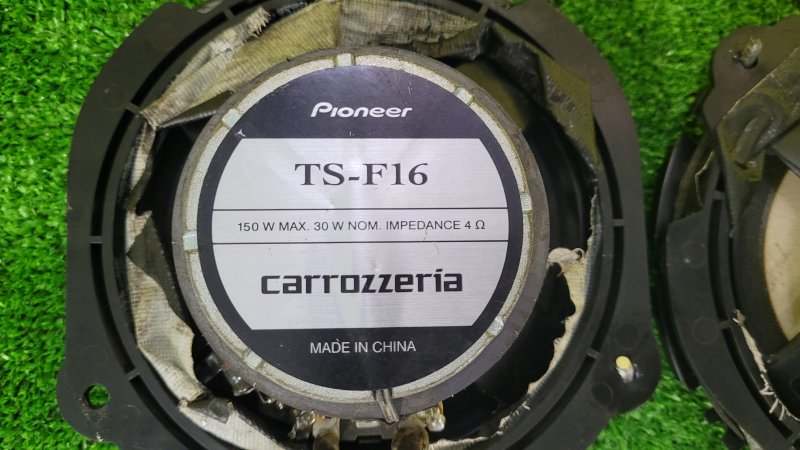 Pioneer
TS-F16
150 W MAX. 30 W NOM. IMPEDANCE 4 Ω
carrozzeria
MADE IN CHINA